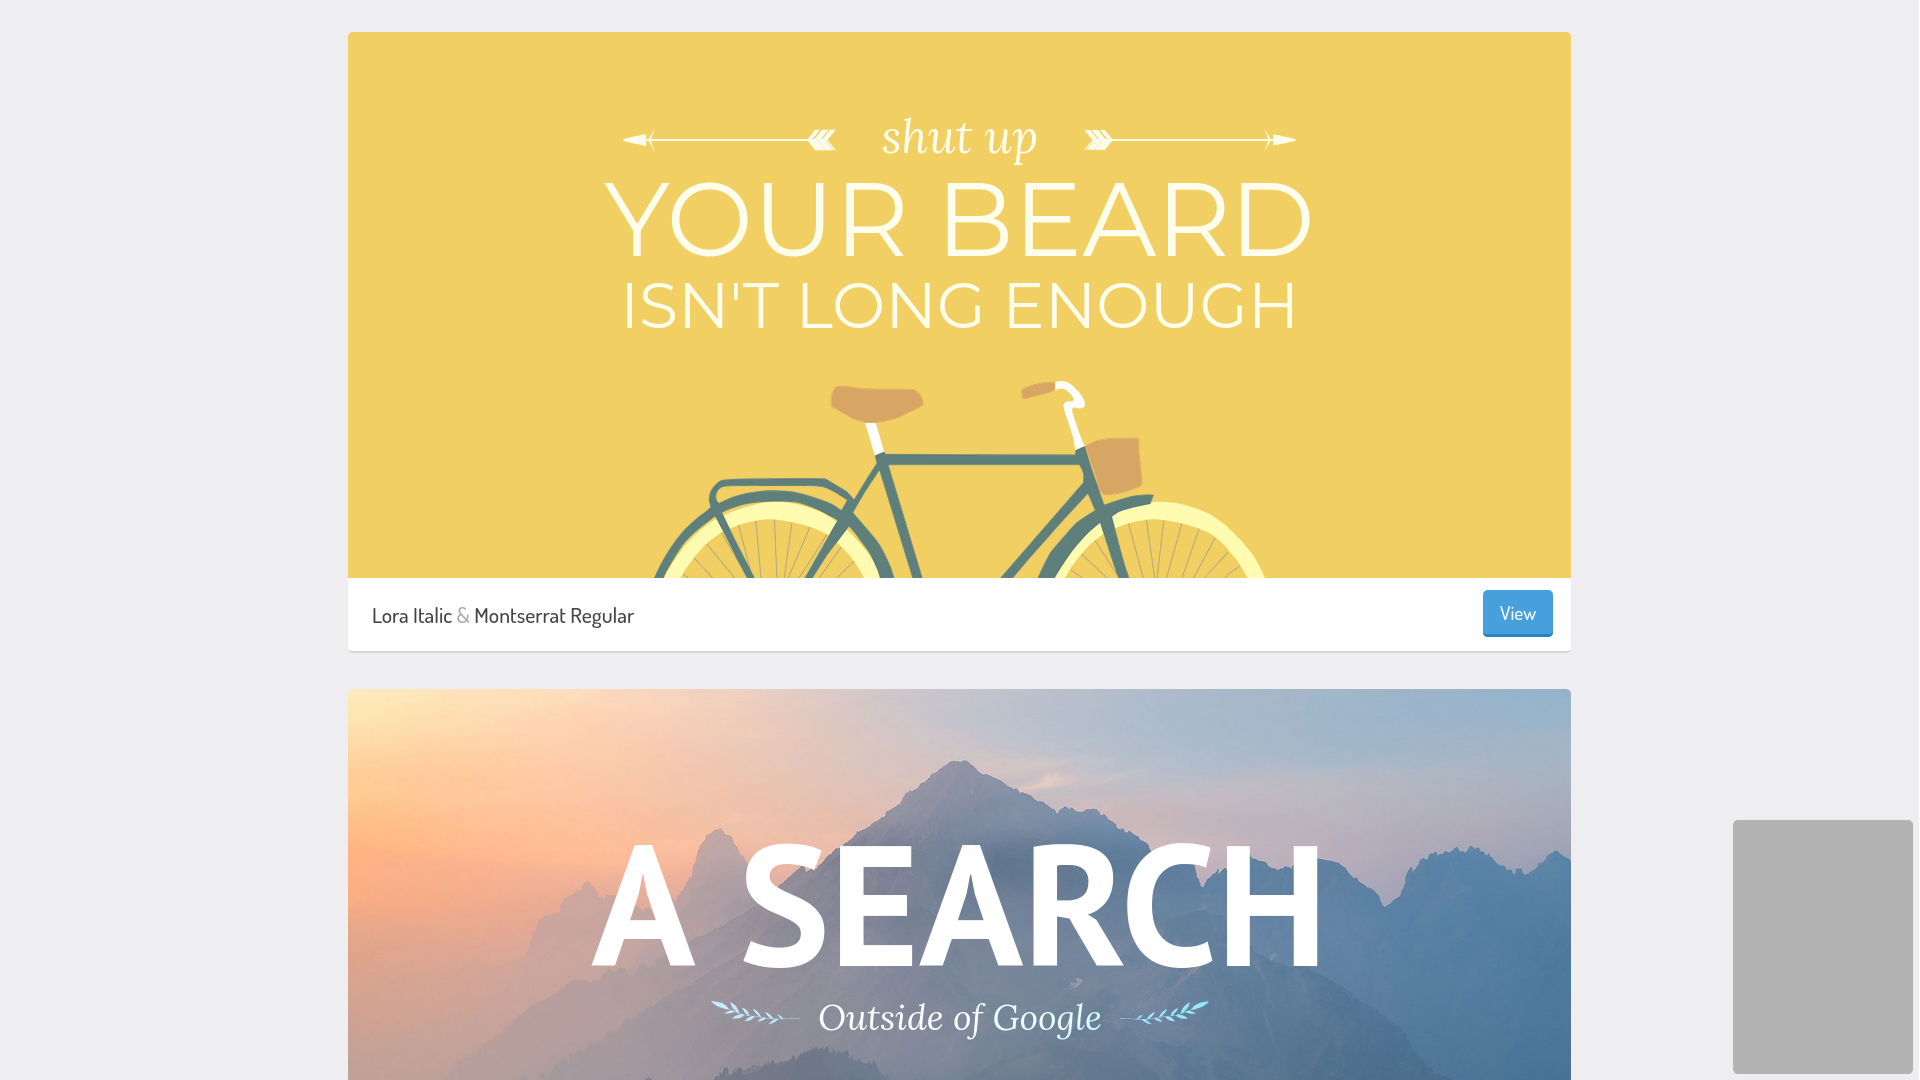 shut up
YOUR BEARD
ISN'T LONG ENOUGH
Lora Italic & Montserrat Regular
View
A SEARCH
Outside of Google